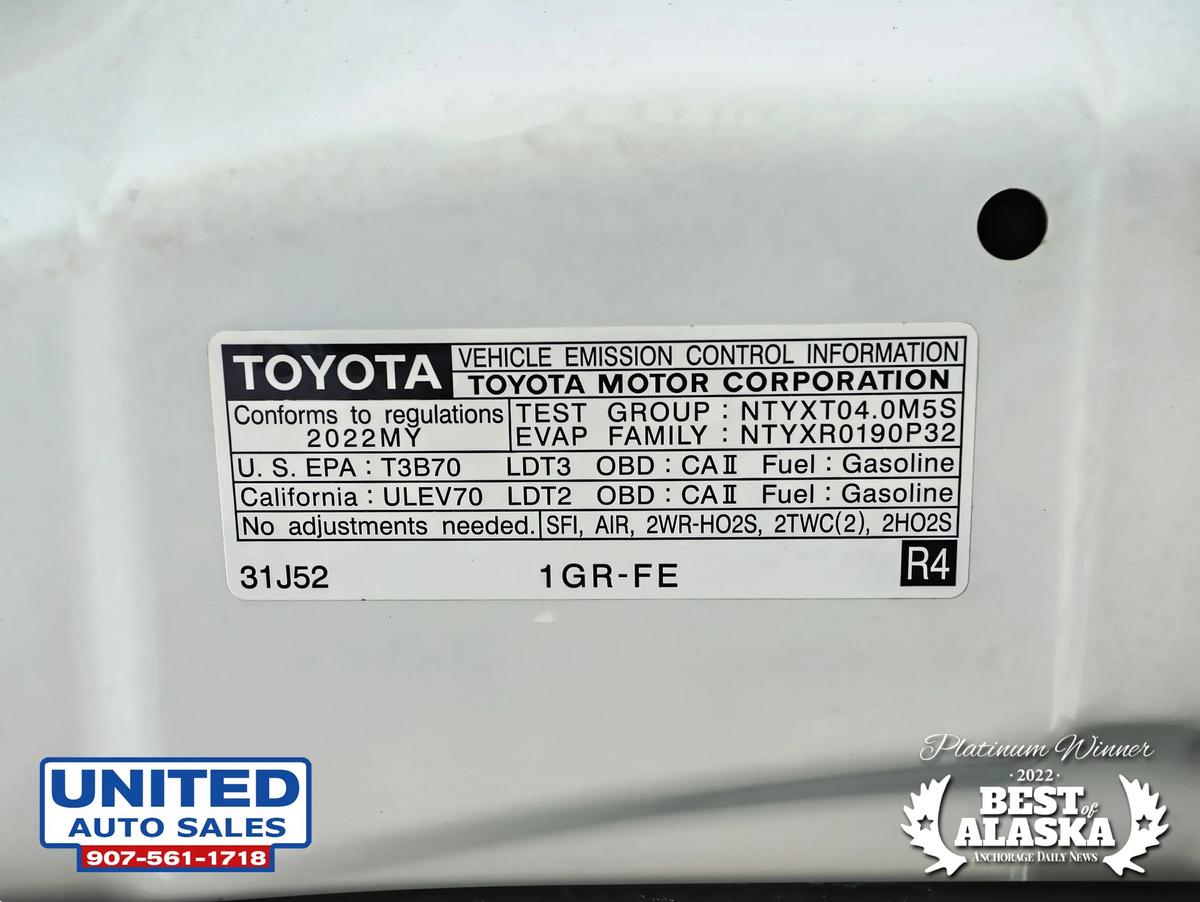 TOYOTA
VEHICLE EMISSION CONTROL INFORMATION
TOYOTA MOTOR CORPORATION
Conforms to regulations
2022MY
TEST GROUP : NTYXT04.0M5S
EVAP FAMILY : NTYXR0190P32
U. S. EPA : T3B70 LDT3 OBD : CAⅡ Fuel : Gasoline
California : ULEV70 LDT2 OBD : CAⅡ Fuel : Gasoline
No adjustments needed. SFI, AIR, 2WR-HO2S, 2TWC(2), 2HO2S
31J52 1GR-FE R4
UNITED
AUTO SALES
907-561-1718
Platinum Winner
·2022·
BEST of
ALASKA
ANCHORAGE DAILY NEWS